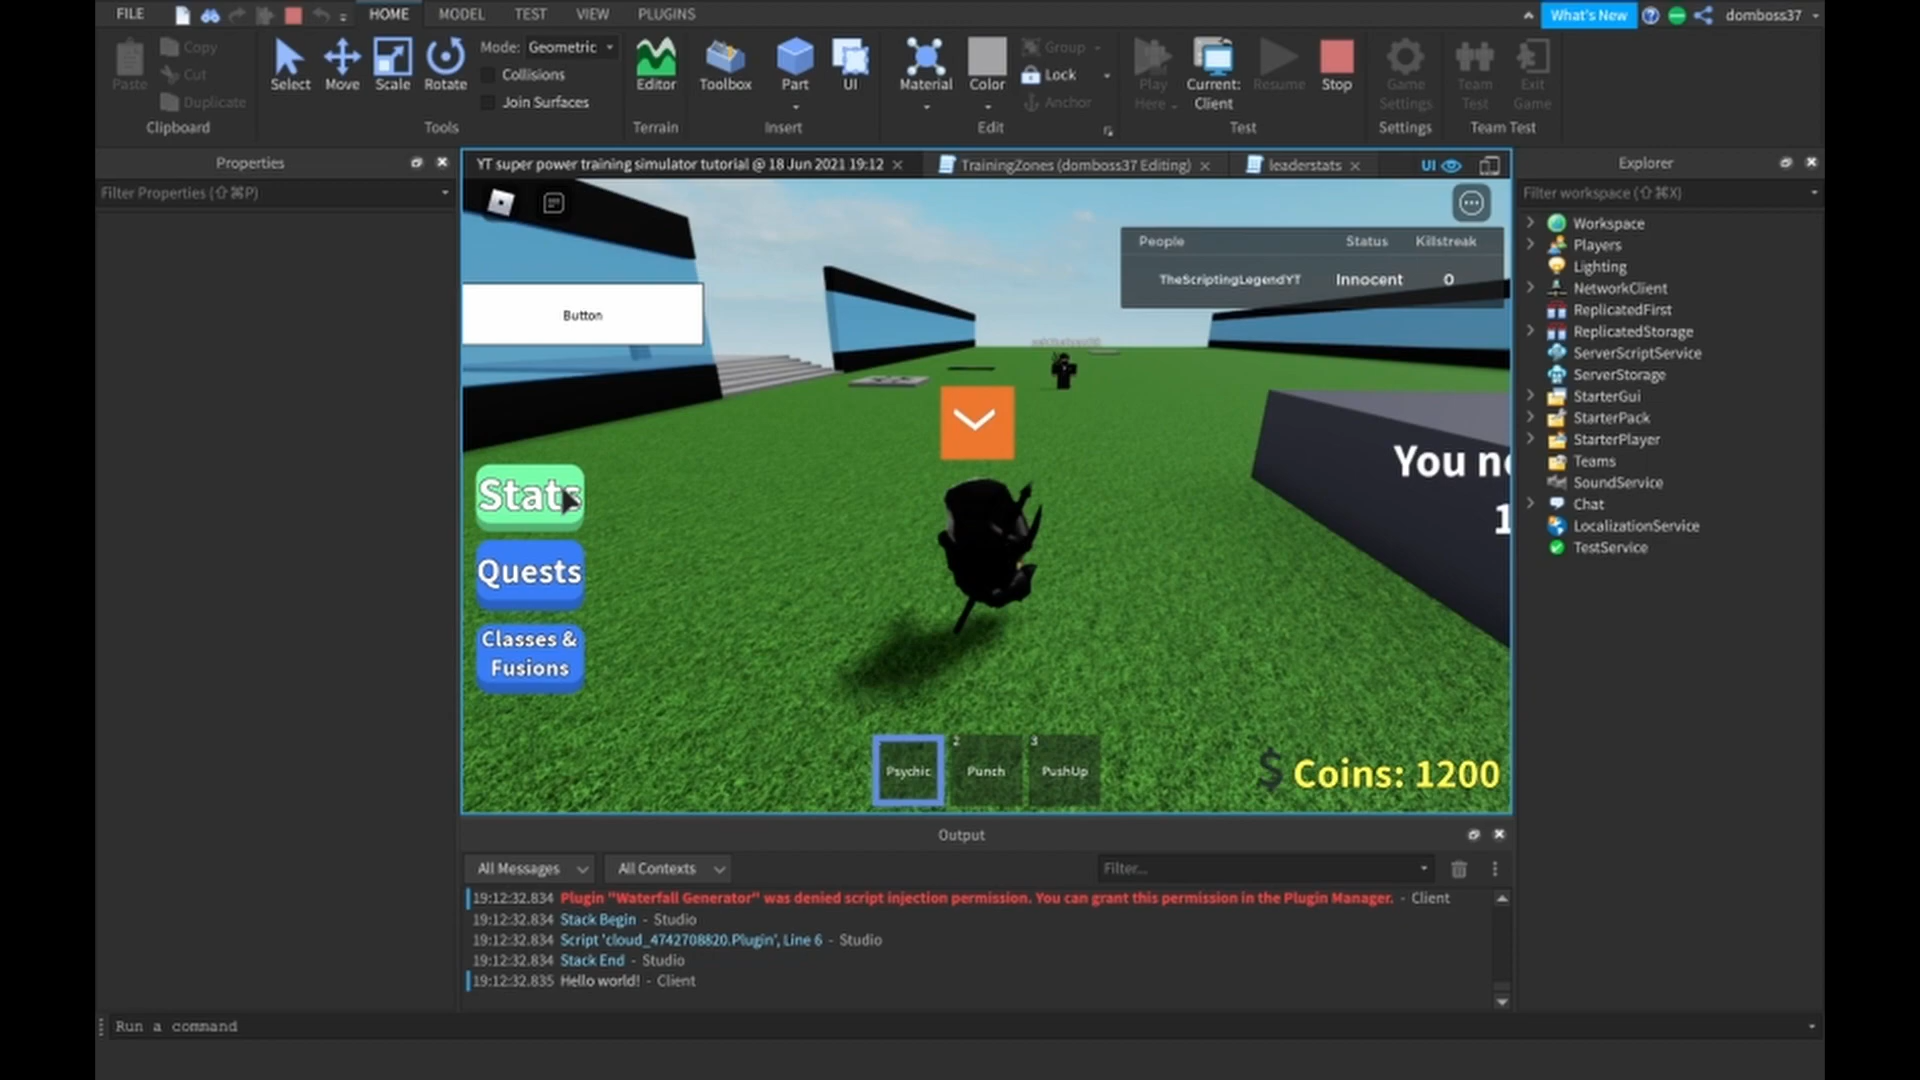 FILE HOME MODEL TEST VIEW PLUGINS What's New domboss37
Paste Copy Cut Duplicate Clipboard
Select Move Scale Rotate Mode: Geometric Collisions Join Surfaces Tools
Editor Terrain
Toolbox Part UI Insert
Material Color Group Lock Anchor Edit
Play Here Current: Client Resume Stop Test
Game Settings Settings
Team Test Exit Game Team Test
Properties
Filter Properties (⇧⌘P)
YT super power training simulator tutorial @ 18 Jun 2021 19:12 TrainingZones (domboss37 Editing) leaderstats UI
People Status Killstreak
TheScriptingLegendYT Innocent 0
Button
Stats
Quests
Classes &
Fusions
You n
1
Psychic
2 Punch
3 PushUp
$ Coins: 1200
Explorer
Filter workspace (⇧⌘X)
Workspace
Players
Lighting
NetworkClient
ReplicatedFirst
ReplicatedStorage
ServerScriptService
ServerStorage
StarterGui
StarterPack
StarterPlayer
Teams
SoundService
Chat
LocalizationService
TestService
Output
All Messages All Contexts Filter...
19:12:32.834 Plugin "Waterfall Generator" was denied script injection permission. You can grant this permission in the Plugin Manager. - Client
19:12:32.834 Stack Begin - Studio
19:12:32.834 Script 'cloud_4742708820.Plugin', Line 6 - Studio
19:12:32.834 Stack End - Studio
19:12:32.835 Hello world! - Client
Run a command